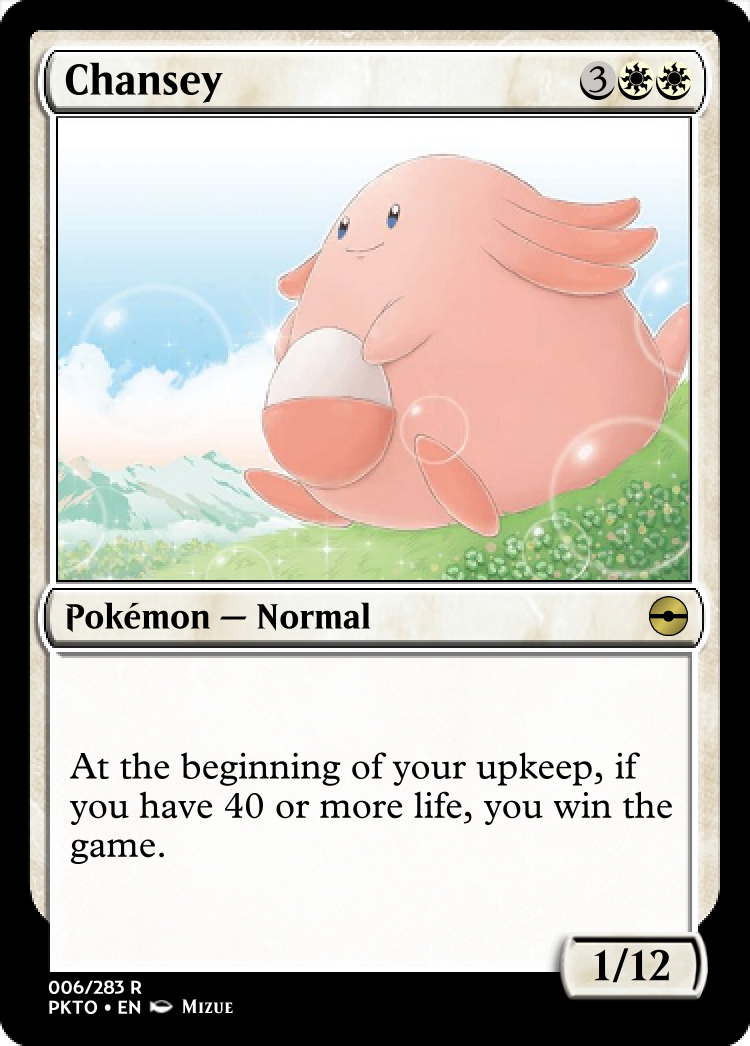 Chansey 3
Pokémon — Normal
At the beginning of your upkeep, if
you have 40 or more life, you win the
game.
1/12
006/283 R
PKTO • EN Mizue